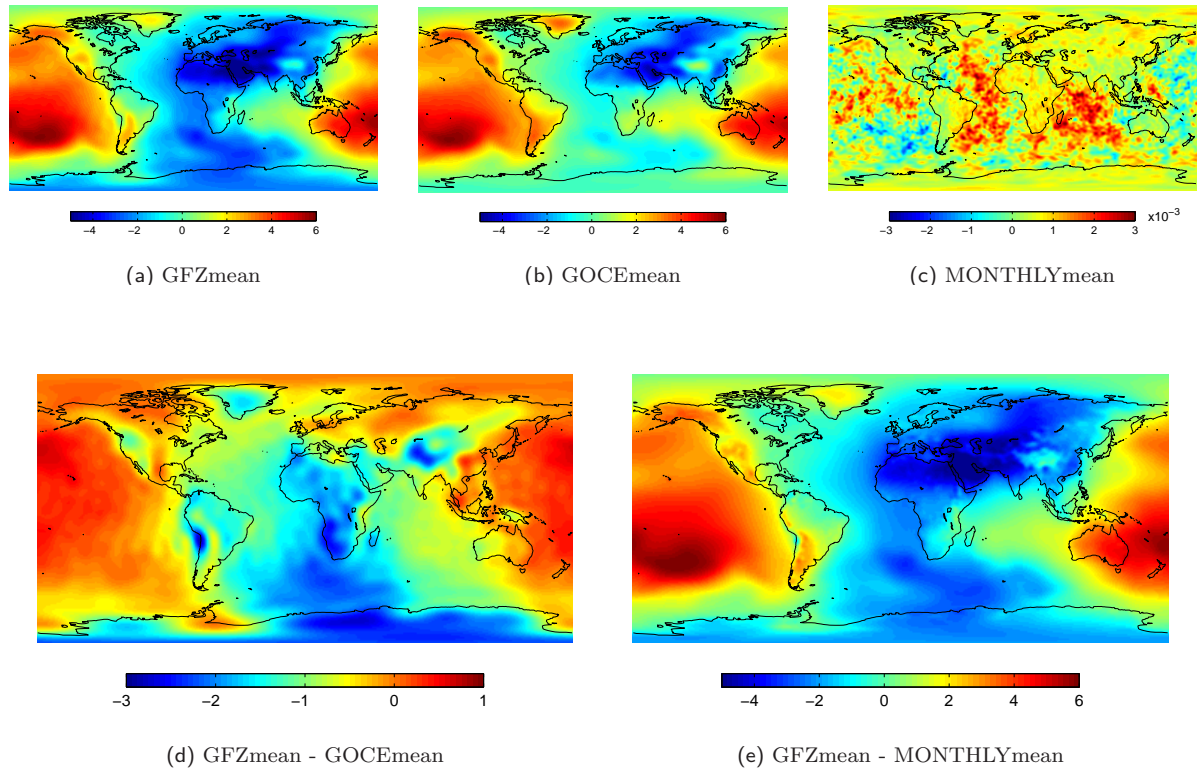 −4 −2 0 2 4 6
−4 −2 0 2 4 6
−3 −2 −1 0 1 2 3 x10⁻³
(a) GFZmean
(b) GOCEmean
(c) MONTHLYmean
−3 −2 −1 0 1
−4 −2 0 2 4 6
(d) GFZmean - GOCEmean
(e) GFZmean - MONTHLYmean